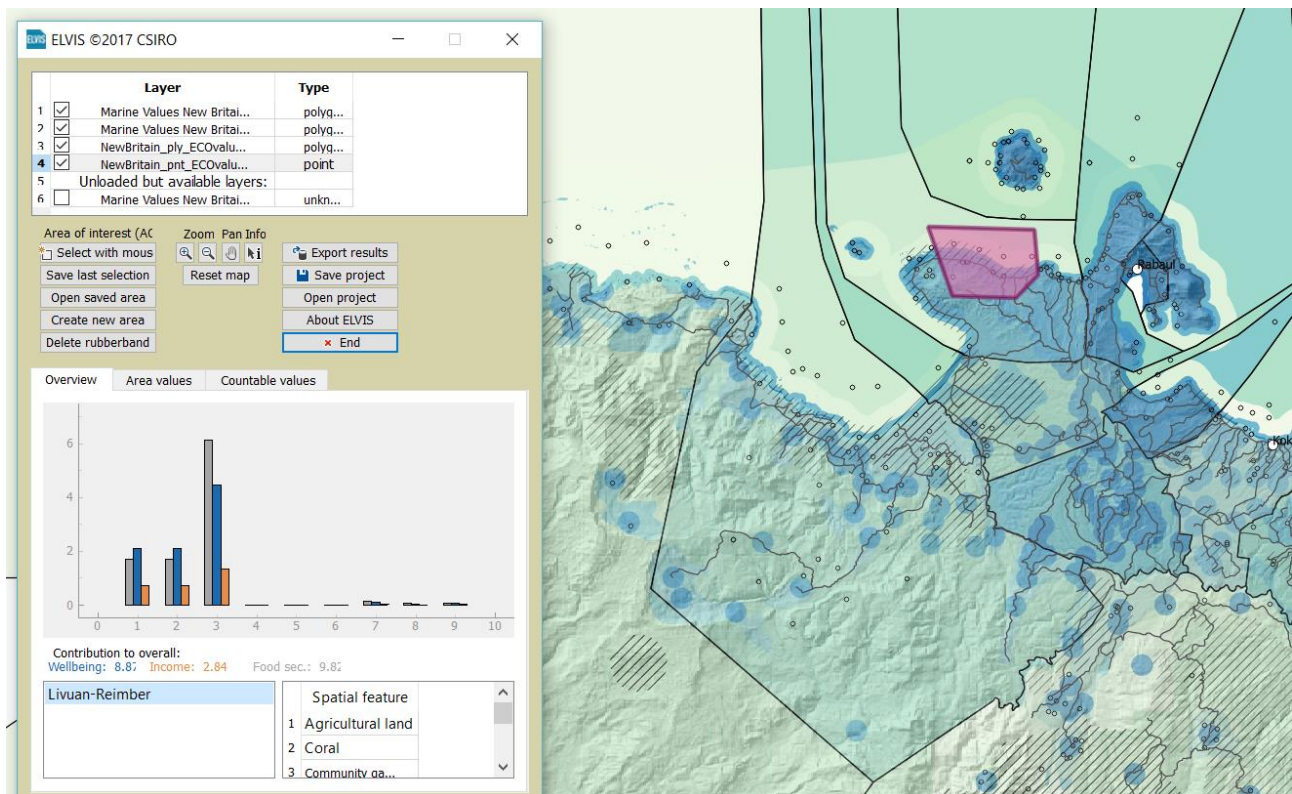 ELVIS ©2017 CSIRO
Layer Type
1 Marine Values New Britai... polyg...
2 Marine Values New Britai... polyg...
3 NewBritain_ply_ECOvalu... polyg...
4 NewBritain_pnt_ECOvalu... point
5 Unloaded but available layers:
6 Marine Values New Britai... unkn...
Area of interest (AC Zoom Pan Info
Select with mous Export results
Save last selection Reset map Save project
Open saved area Open project
Create new area About ELVIS
Delete rubberband End
Overview Area values Countable values
6
4
2
0
0 1 2 3 4 5 6 7 8 9 10
Contribution to overall:
Wellbeing: 8.87 Income: 2.84 Food sec.: 9.82
Livuan-Reimber
Spatial feature
1 Agricultural land
2 Coral
3 Community ga...
Rabaul
Kok